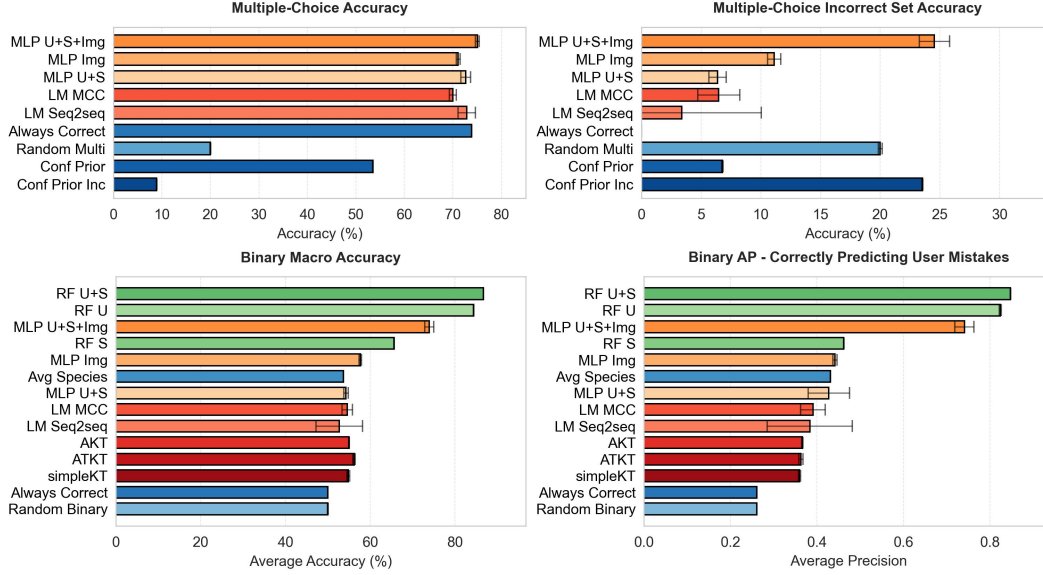 Multiple-Choice Accuracy
MLP U+S+Img
MLP Img
MLP U+S
LM MCC
LM Seq2seq
Always Correct
Random Multi
Conf Prior
Conf Prior Inc
0 10 20 30 40 50 60 70 80
Accuracy (%)
Multiple-Choice Incorrect Set Accuracy
MLP U+S+Img
MLP Img
MLP U+S
LM MCC
LM Seq2seq
Always Correct
Random Multi
Conf Prior
Conf Prior Inc
0 5 10 15 20 25 30
Accuracy (%)
Binary Macro Accuracy
RF U+S
RF U
MLP U+S+Img
RF S
MLP Img
Avg Species
MLP U+S
LM MCC
LM Seq2seq
AKT
ATKT
simpleKT
Always Correct
Random Binary
0 20 40 60 80
Average Accuracy (%)
Binary AP - Correctly Predicting User Mistakes
RF U+S
RF U
MLP U+S+Img
RF S
MLP Img
Avg Species
MLP U+S
LM MCC
LM Seq2seq
AKT
ATKT
simpleKT
Always Correct
Random Binary
0.0 0.2 0.4 0.6 0.8
Average Precision